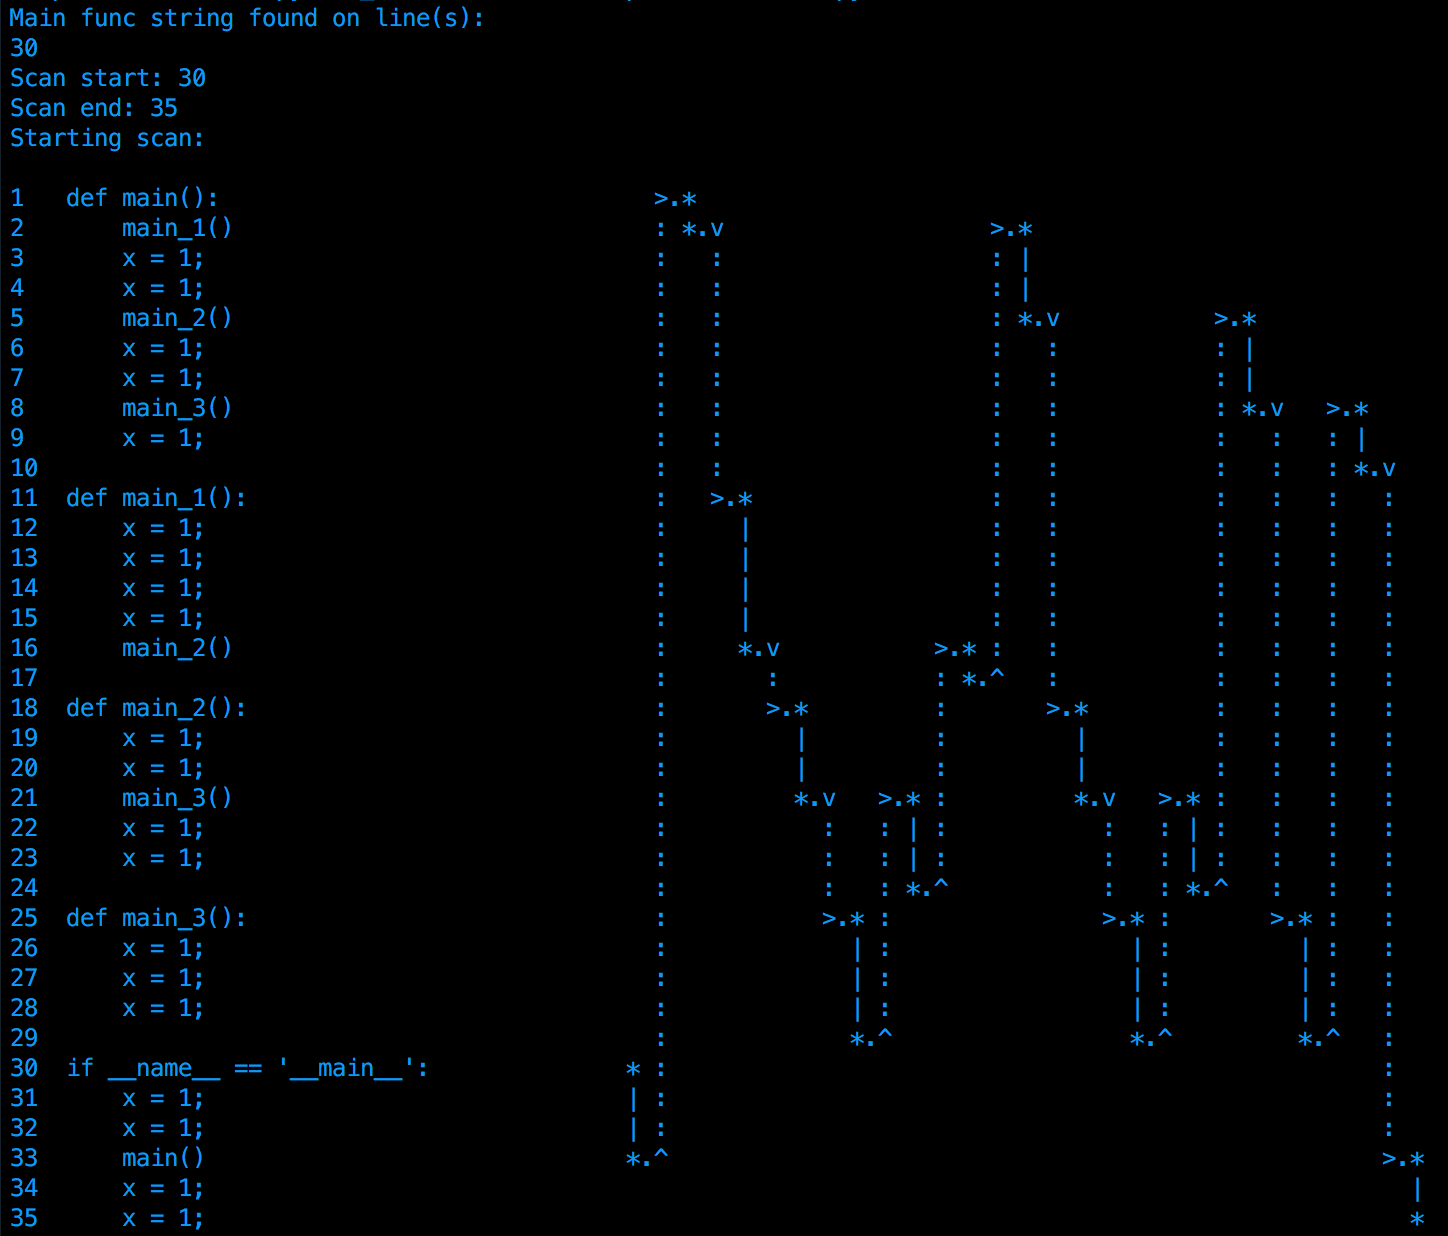 Main func string found on line(s):
30
Scan start: 30
Scan end: 35
Starting scan:
1 def main(): >.*
2 main_1() : *.v >.*
3 x = 1; : : : |
4 x = 1; : : : |
5 main_2() : : : *.v >.*
6 x = 1; : : : : : |
7 x = 1; : : : : : |
8 main_3() : : : : : *.v >.*
9 x = 1; : : : : : : : |
10 : : : : : : : *.v
11 def main_1(): : >.* : : : : : :
12 x = 1; : | : : : : : :
13 x = 1; : | : : : : : :
14 x = 1; : | : : : : : :
15 x = 1; : | : : : : : :
16 main_2() : *.v >.* : : : : : :
17 : : : *.^ : : : : :
18 def main_2(): : >.* : >.* : : : :
19 x = 1; : | : | : : : :
20 x = 1; : | : | : : : :
21 main_3() : *.v >.* : *.v >.* : : : :
22 x = 1; : : : | : : : | : : : :
23 x = 1; : : : | : : : | : : : :
24 : : : *.^ : : *.^ : : :
25 def main_3(): : >.* : >.* : >.* : :
26 x = 1; : | : | : | : :
27 x = 1; : | : | : | : :
28 x = 1; : | : | : | : :
29 : *.^ *.^ *.^ :
30 if __name__ == '__main__': * : :
31 x = 1; | : :
32 x = 1; | : :
33 main() *.^ >.*
34 x = 1; |
35 x = 1; *